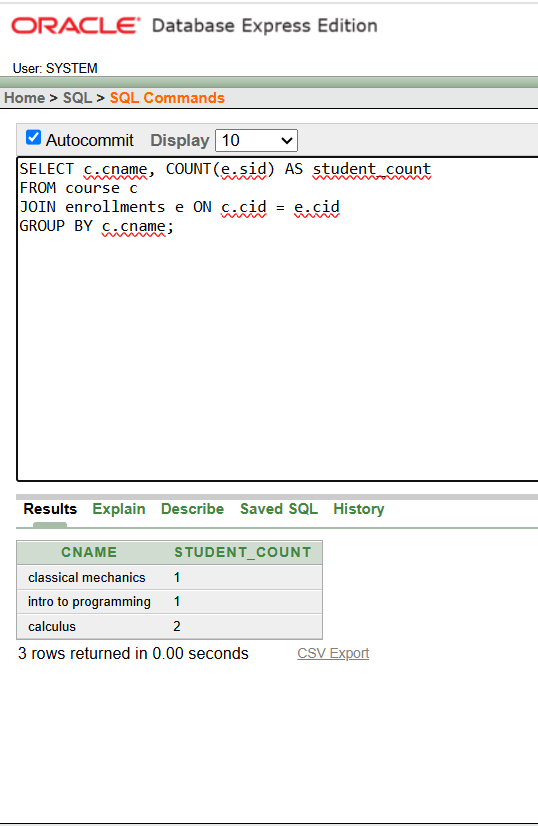 ORACLE Database Express Edition
User: SYSTEM
Home > SQL > SQL Commands
Autocommit Display 10
SELECT c.cname, COUNT(e.sid) AS student_count
FROM course c
JOIN enrollments e ON c.cid = e.cid
GROUP BY c.cname;
Results Explain Describe Saved SQL History
CNAME STUDENT_COUNT
classical mechanics 1
intro to programming 1
calculus 2
3 rows returned in 0.00 seconds CSV Export